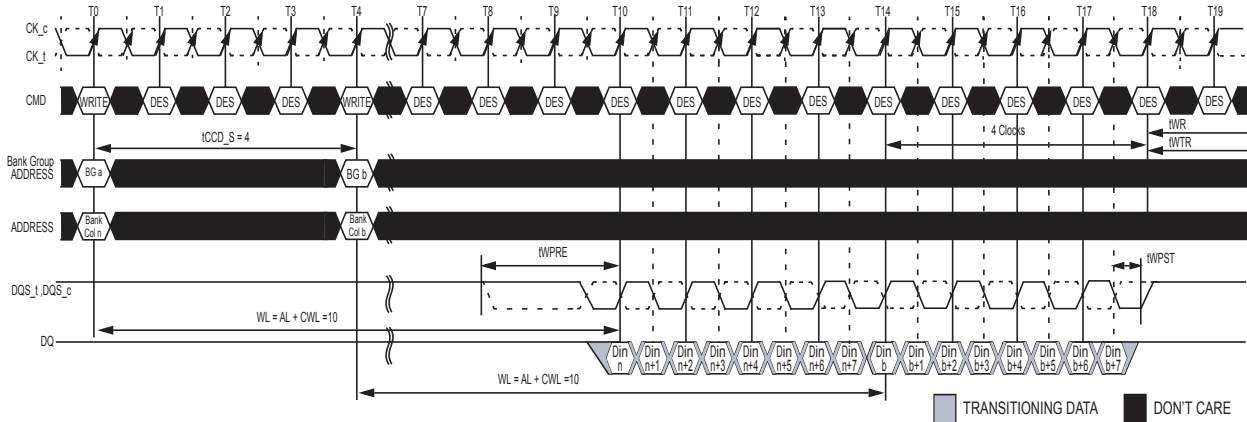 T0 T1 T2 T3 T4 T7 T8 T9 T10 T11 T12 T13 T14 T15 T16 T17 T18 T19
CK_c
CK_t
CMD WRITE DES DES DES WRITE DES DES DES DES DES DES DES DES DES DES DES DES DES
tCCD_S = 4
4 Clocks
tWR
tWTR
Bank Group
ADDRESS
BG a
BG b
ADDRESS
Bank
Col n
Bank
Col b
tWPRE
tWPST
DQS_t ,DQS_c
WL = AL + CWL =10
DQ
Din
n
Din
n+1
Din
n+2
Din
n+3
Din
n+4
Din
n+5
Din
n+6
Din
n+7
Din
b
Din
b+1
Din
b+2
Din
b+3
Din
b+4
Din
b+5
Din
b+6
Din
b+7
WL = AL + CWL =10
TRANSITIONING DATA
DON'T CARE